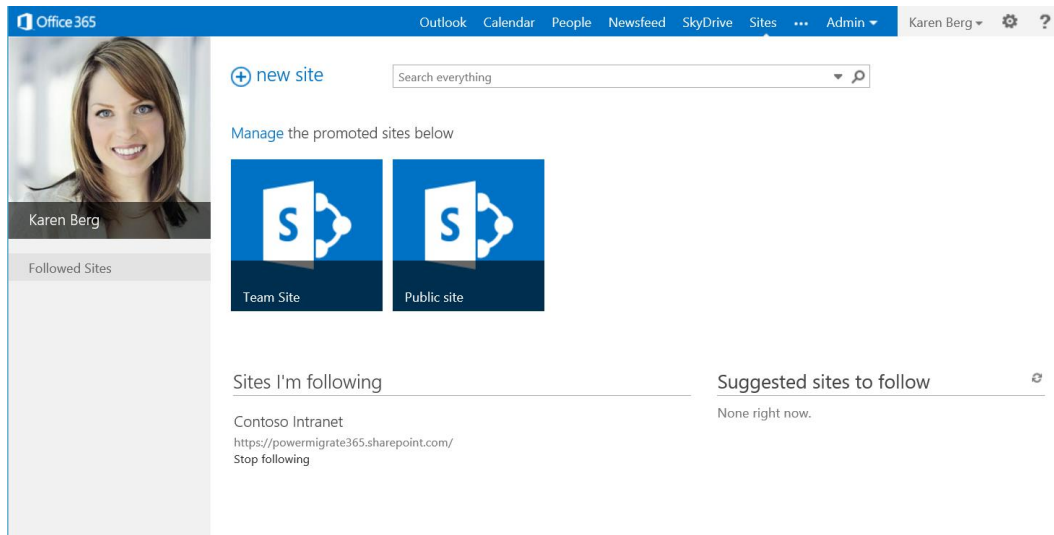 Office 365
Outlook Calendar People Newsfeed SkyDrive Sites ••• Admin Karen Berg ?
new site
Search everything
Manage the promoted sites below
Karen Berg
Followed Sites
S
Team Site
S
Public site
Sites I'm following
Contoso Intranet
https://powermigrate365.sharepoint.com/
Stop following
Suggested sites to follow
None right now.